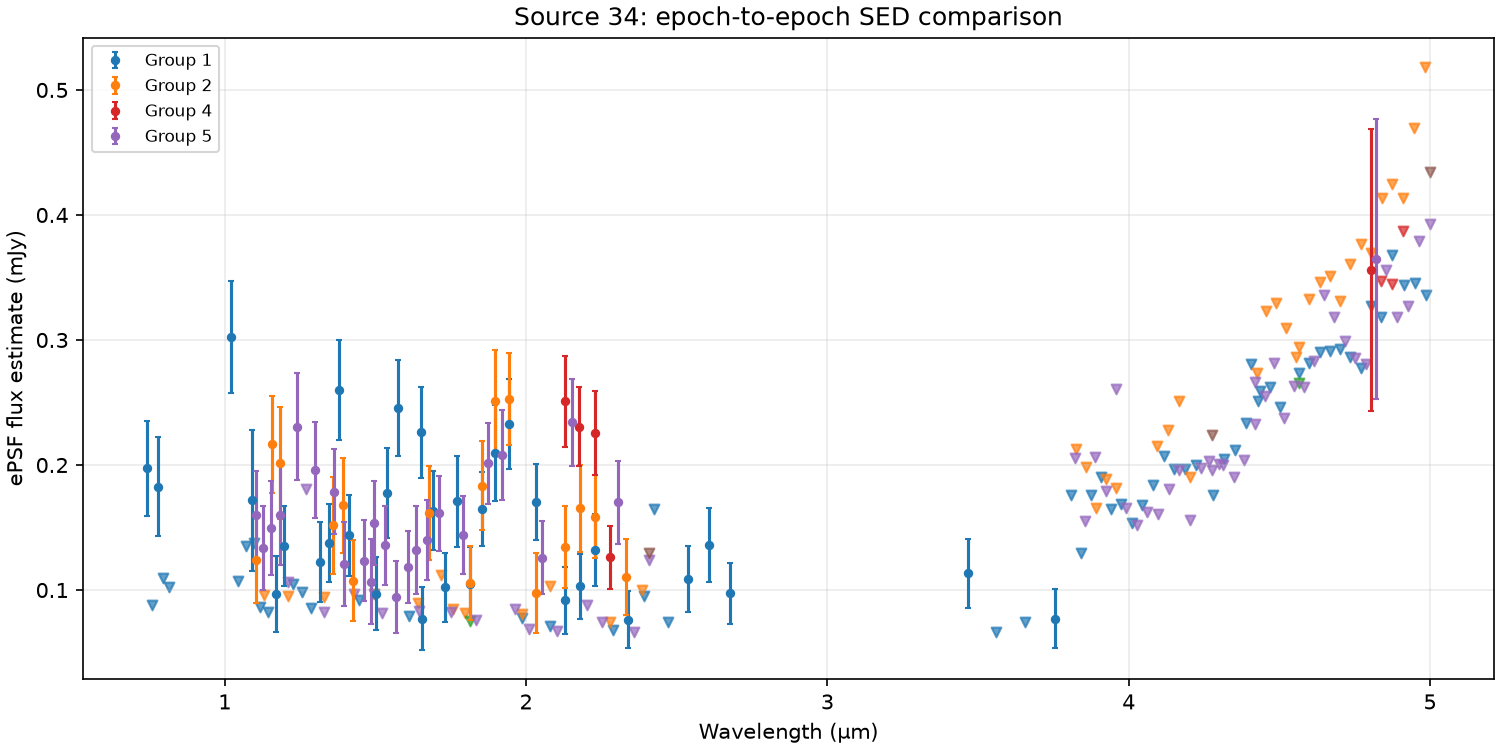 Source 34: epoch-to-epoch SED comparison
Group 1
Group 2
Group 4
Group 5
ePSF flux estimate (mJy)
0.5
0.4
0.3
0.2
0.1
1 2 3 4 5
Wavelength (µm)